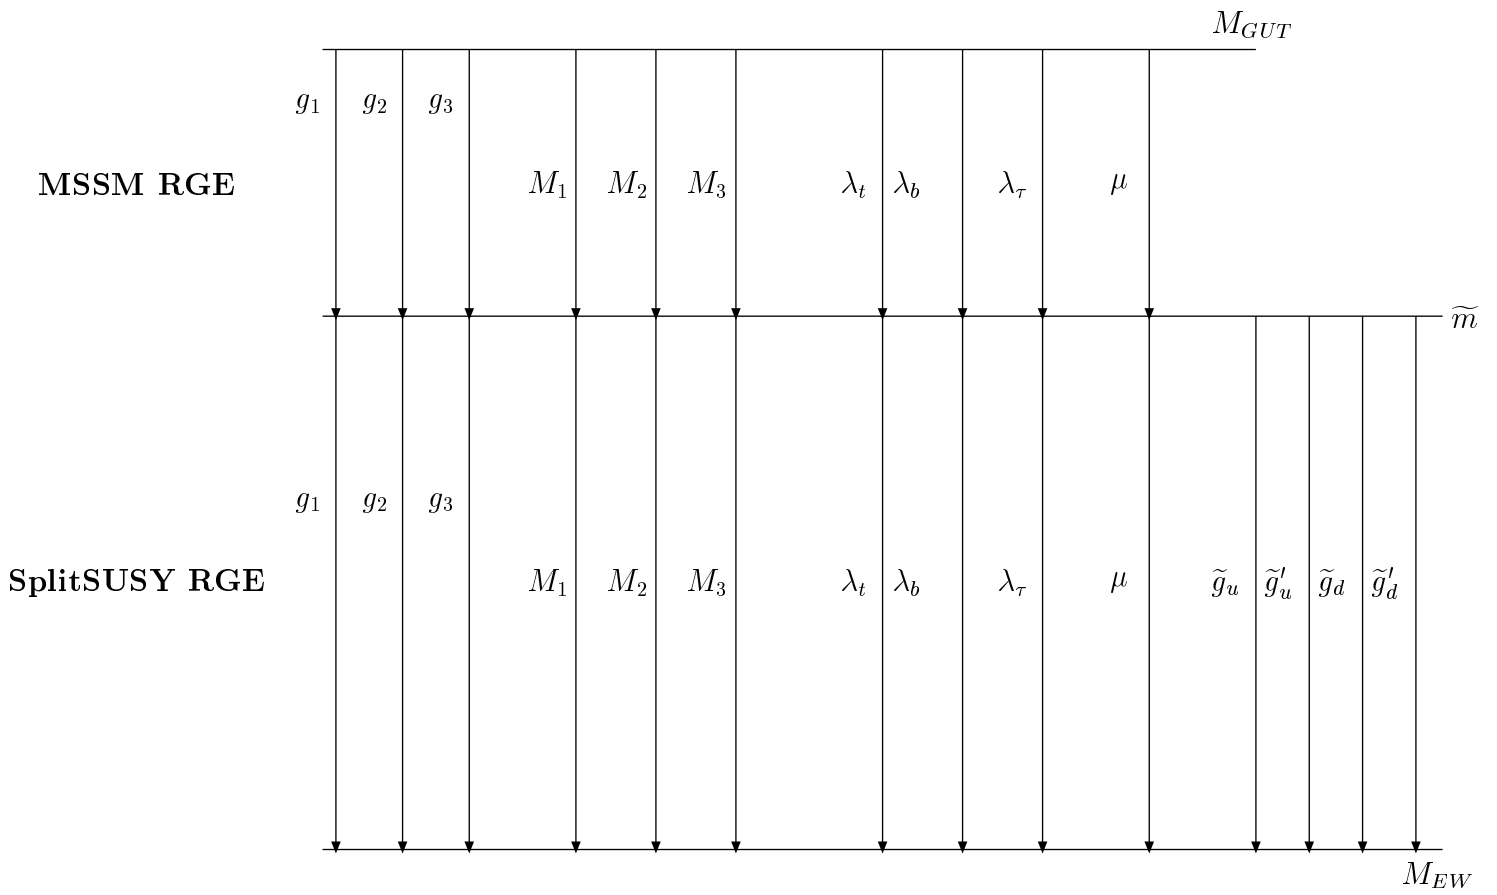 M_{GUT}
g_1 g_2 g_3
MSSM RGE M_1 M_2 M_3 λ_t λ_b λ_τ μ
\widetilde{m}
g_1 g_2 g_3
SplitSUSY RGE M_1 M_2 M_3 λ_t λ_b λ_τ μ \widetilde{g}_u \widetilde{g}'_u \widetilde{g}_d \widetilde{g}'_d
M_{EW}